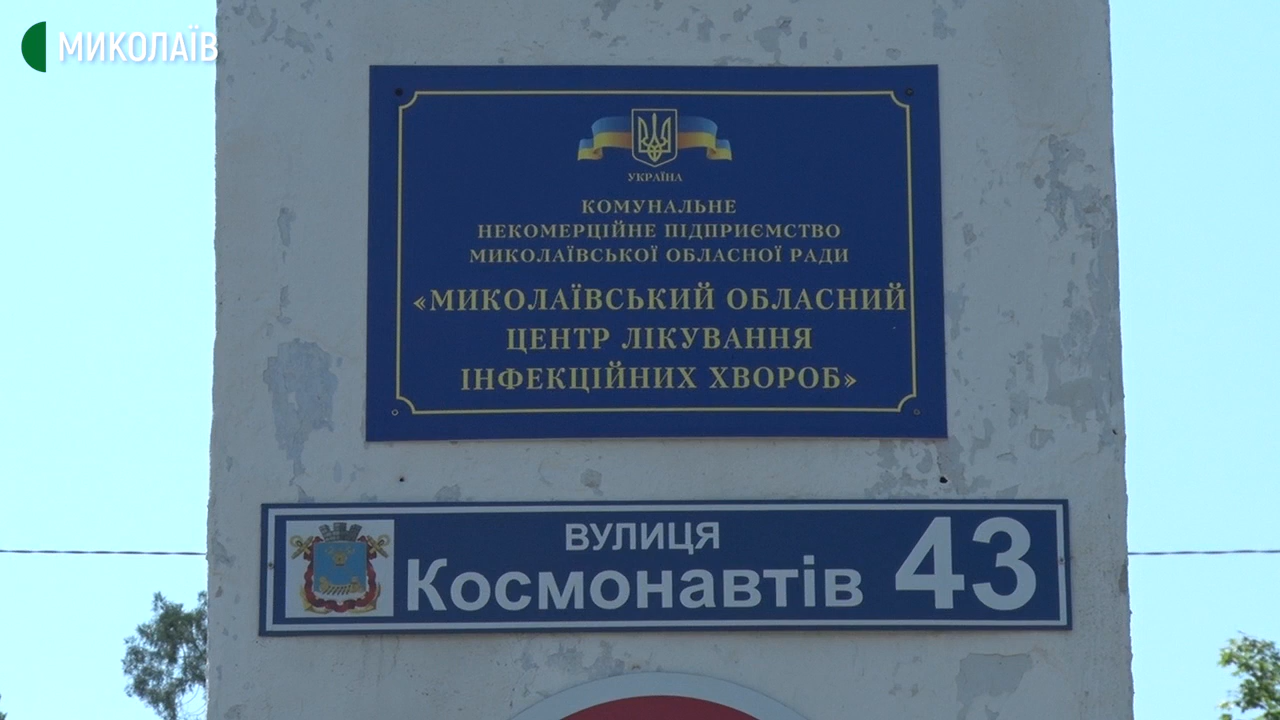 МИКОЛАЇВ
УКРАЇНА
КОМУНАЛЬНЕ
НЕКОМЕРЦІЙНЕ ПІДПРИЄМСТВО
МИКОЛАЇВСЬКОЇ ОБЛАСНОЇ РАДИ
«МИКОЛАЇВСЬКИЙ ОБЛАСНИЙ
ЦЕНТР ЛІКУВАННЯ
ІНФЕКЦІЙНИХ ХВОРОБ»
ВУЛИЦЯ
Космонавтів 43